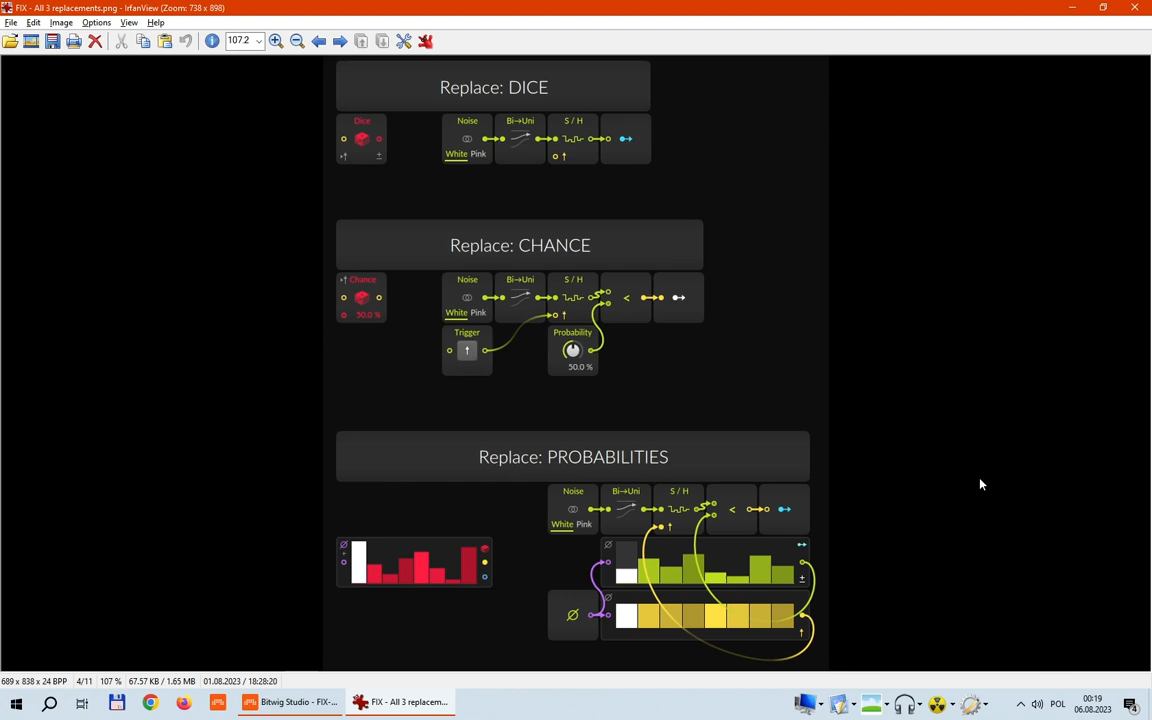 FIX - All 3 replacements.png - IrfanView (Zoom: 738 x 898)
File Edit Image Options View Help
107.2
Replace: DICE
Dice Noise Bi→Uni S / H
White Pink
Replace: CHANCE
Chance Noise Bi→Uni S / H
<
50.0 % White Pink
Trigger Probability
50.0 %
Replace: PROBABILITIES
Noise Bi→Uni S / H
<
White Pink
689 x 838 x 24 BPP 4/11 107 % 67.57 KB / 1.65 MB 01.08.2023 / 18:28:20
Bitwig Studio - FIX-... FIX - All 3 replacem... POL 00:19
06.08.2023
4